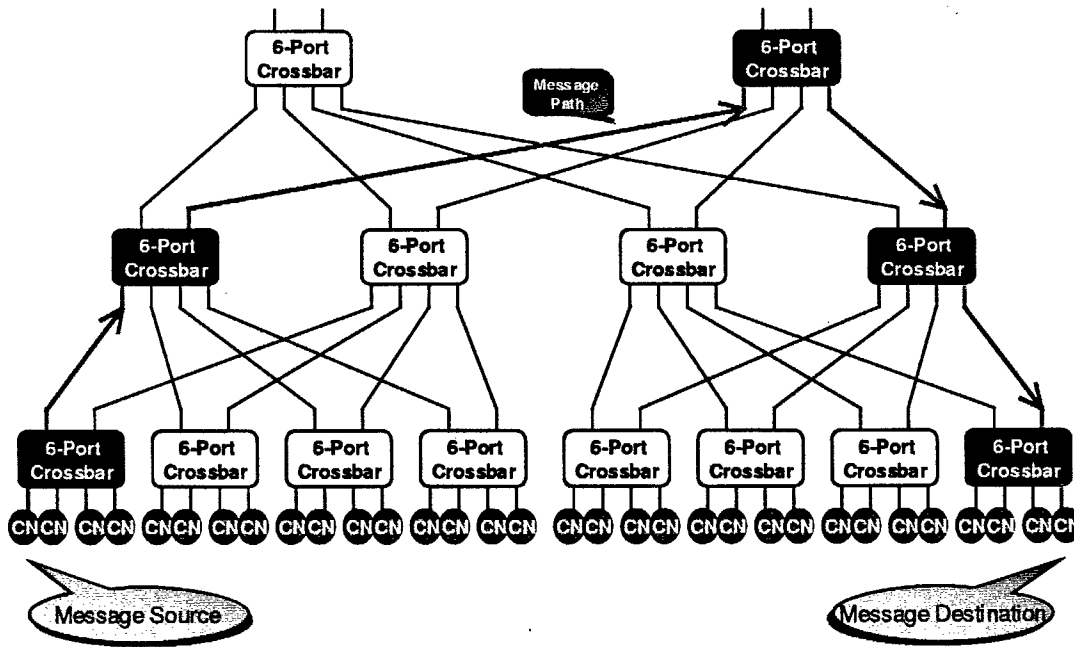 6-Port
Crossbar
6-Port
Crossbar
Message
Path
6-Port
Crossbar
6-Port
Crossbar
6-Port
Crossbar
6-Port
Crossbar
6-Port
Crossbar
6-Port
Crossbar
6-Port
Crossbar
6-Port
Crossbar
6-Port
Crossbar
6-Port
Crossbar
6-Port
Crossbar
6-Port
Crossbar
CN CN CN CN CN CN CN CN CN CN CN CN CN CN CN CN CN CN CN CN CN CN CN CN CN CN CN CN CN CN CN CN
Message Source
Message Destination